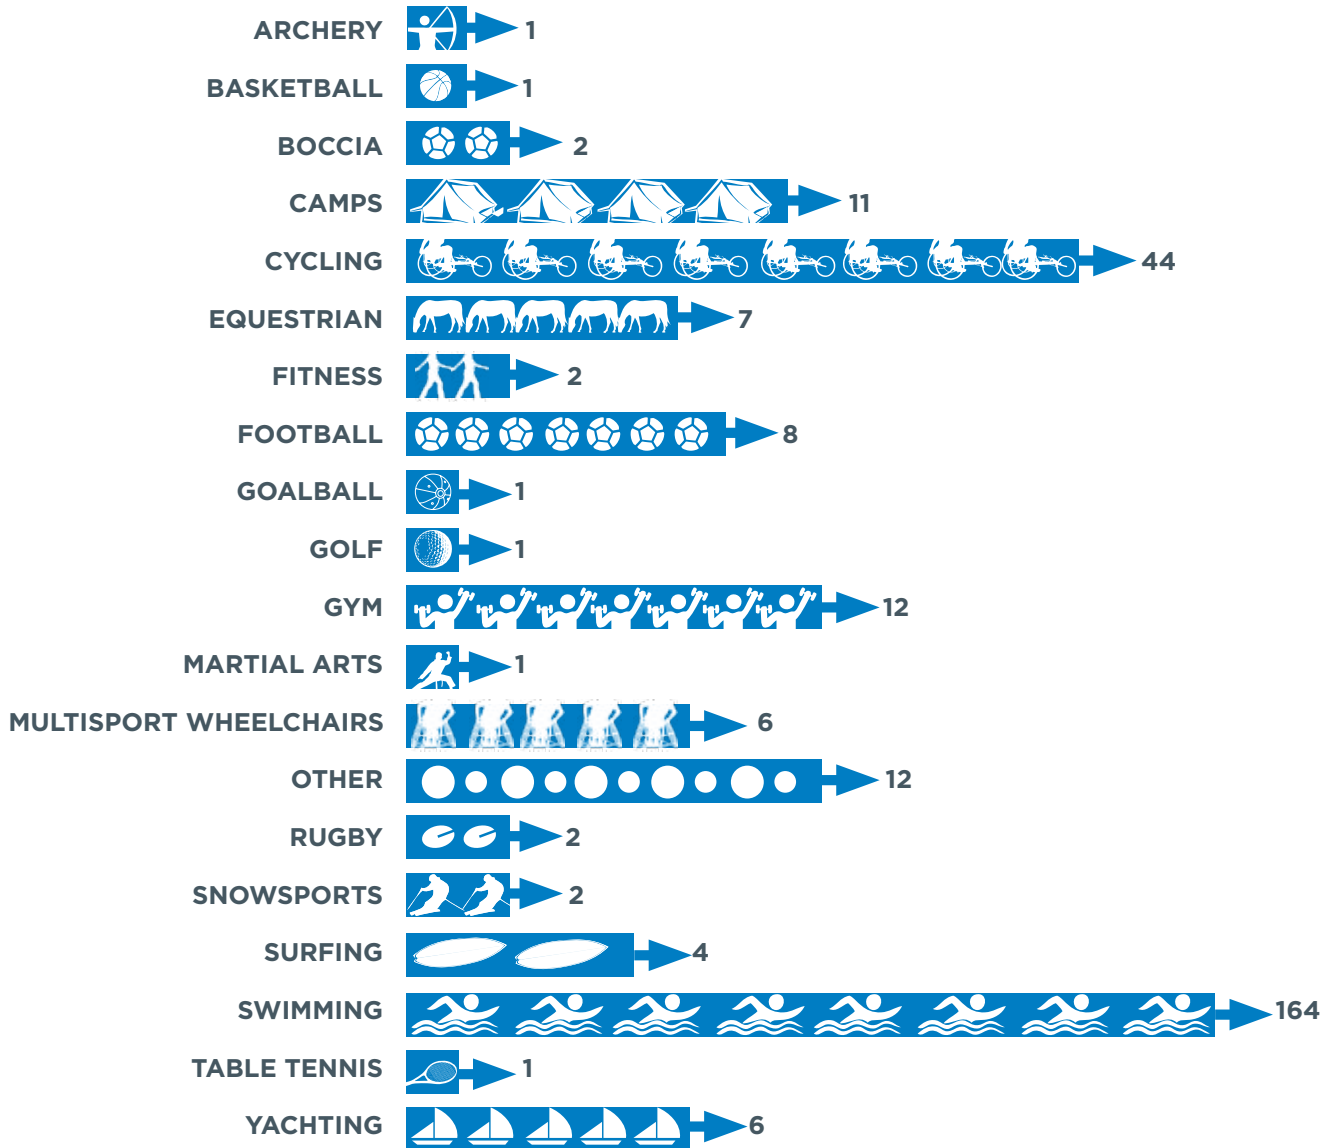 ARCHERY 1
BASKETBALL 1
BOCCIA 2
CAMPS 11
CYCLING 44
EQUESTRIAN 7
FITNESS 2
FOOTBALL 8
GOALBALL 1
GOLF 1
GYM 12
MARTIAL ARTS 1
MULTISPORT WHEELCHAIRS 6
OTHER 12
RUGBY 2
SNOWSPORTS 2
SURFING 4
SWIMMING 164
TABLE TENNIS 1
YACHTING 6